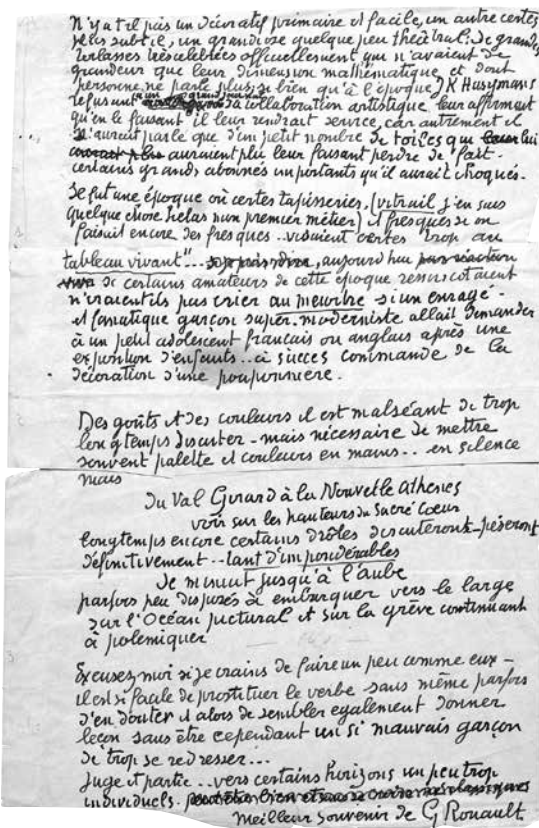 N'y a t il pas un décoratif primaire et facile, un autre certes
plus subtil, un grandiose quelque peu théâtral : de grandes
très célébrées officiellement qui n'avaient de
grandeur que leur dimension mathématique et dont
personne ne parle plus, si bien qu'à l'époque J K Huysmans
refusant à un grand journal sa collaboration artistique leur affirmant
qu'en le faisant il leur rendrait service, car autrement il
n'aurait parlé que d'un petit nombre de toiles qui lui
auraient plu leur faisant perdre de fait
certains grands abonnés importants qu'il aurait choqués.
Ce fut une époque où certes tapisseries, (vitrail j'en sais
quelque chose hélas mon premier métier) et fresques si on
faisait encore des fresques .. visaient certes trop au
"tableau vivant" ... aujourd'hui
si certains amateurs de cette époque ressuscitaient
n'iraient ils pas crier au meurtre si un enragé
et fanatique garçon super-moderniste allait demander
à un petit adolescent français ou anglais après une
exposition d'enfants .. à succès commande de la
décoration d'une pouponnière.
Des goûts et des couleurs il est malséant de trop
longtemps discuter - mais nécessaire de mettre
souvent palette et couleurs en mains .. en silence
mais
Du Val Girard à la Nouvelle Athènes
voir sur les hauteurs du Sacré Coeur
longtemps encore certains drôles discuteront - pèseront
définitivement .. tant d'impondérables
De minuit jusqu'à l'aube
parfois peu disposés à embarquer vers le large
sur l'Océan pictural et sur la grève continuant
à polémiquer
Excusez moi si je crains de faire un peu comme eux -
il est si facile de prostituer le verbe sans même parfois
s'en douter et alors de sembler également donner
leçon sans être cependant un si mauvais garçon
de trop se redresser ...
Juge et partie .. vers certains horizons un peu trop
individuels.
Meilleur souvenir de G Rouault.